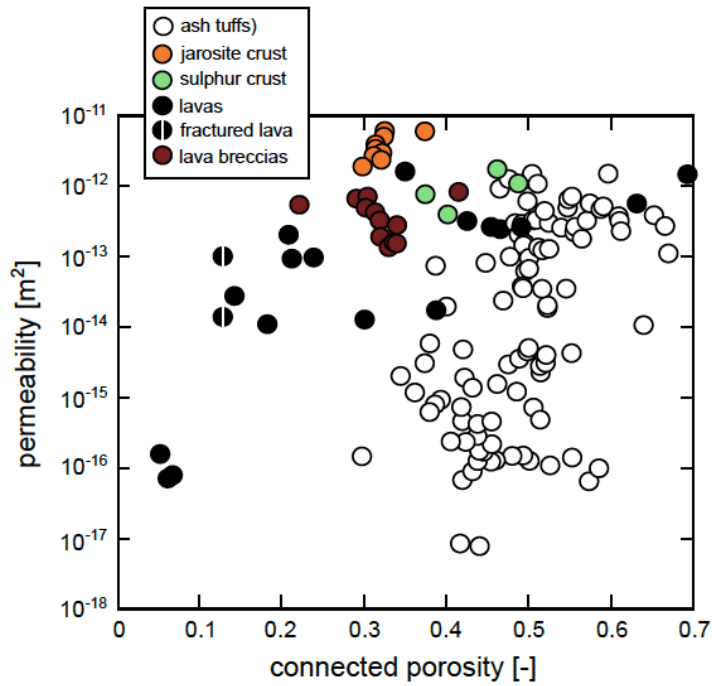 ash tuffs)
jarosite crust
sulphur crust
lavas
fractured lava
lava breccias
10⁻¹¹
10⁻¹²
10⁻¹³
10⁻¹⁴
10⁻¹⁵
10⁻¹⁶
10⁻¹⁷
10⁻¹⁸
permeability [m²]
0 0.1 0.2 0.3 0.4 0.5 0.6 0.7
connected porosity [-]